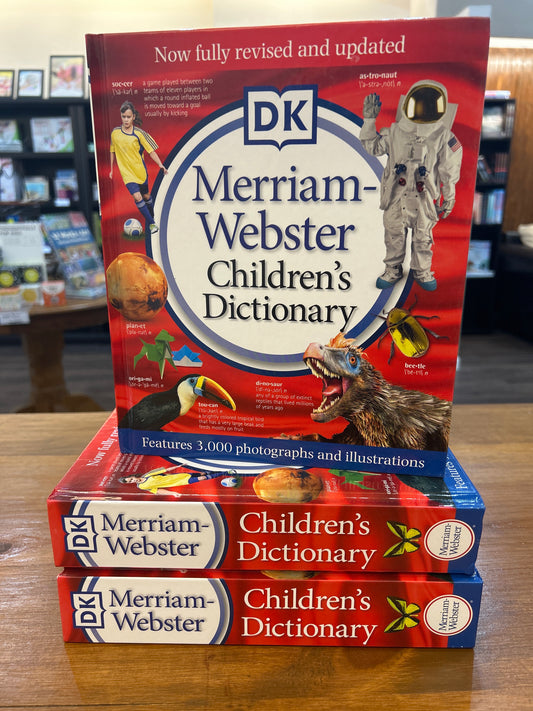 Now fully revised and updated
soc·cer
a game played between two
teams of eleven players in
which a round inflated ball
is moved toward a goal
usually by kicking
as·tro·naut
DK
Merriam-
Webster
Children's
Dictionary
plan·et
ori·ga·mi
tou·can
a brightly colored tropical bird
that has a very large beak and
feeds mostly on fruit
di·no·saur
any of a group of extinct
reptiles that lived millions
of years ago
bee·tle
Features 3,000 photographs and illustrations
Now fully
Features
DK
Merriam-
Webster
Children's
Dictionary
Merriam-
Webster
DK
Merriam-
Webster
Children's
Dictionary
Merriam-
Webster